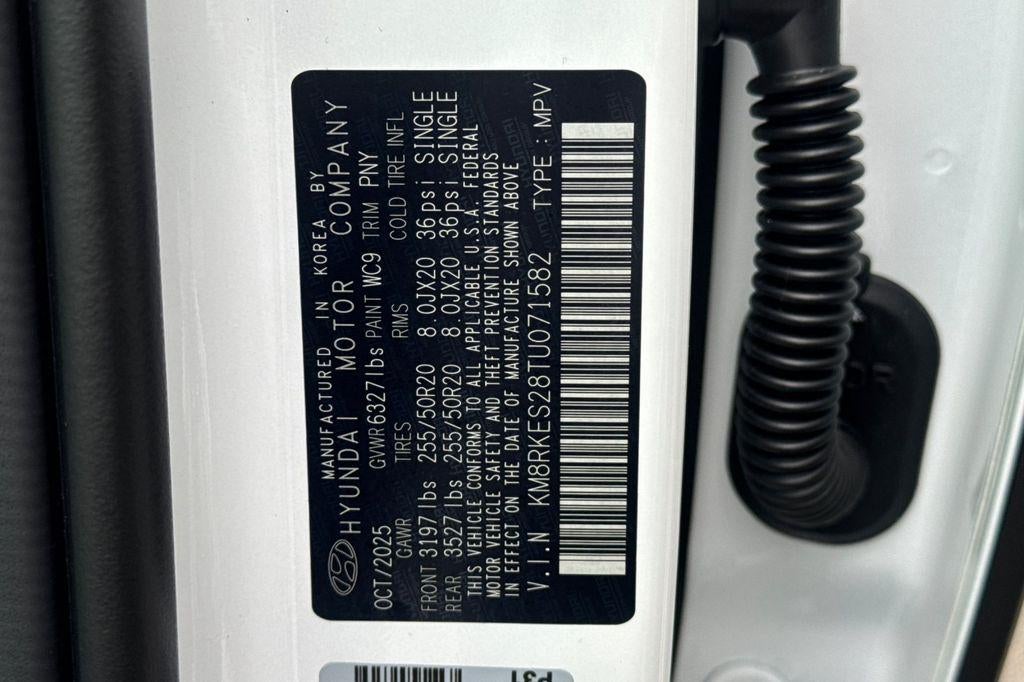 MANUFACTURED IN KOREA BY
HYUNDAI MOTOR COMPANY
OCT/2025 GVWR 6327lbs PAINT WC9 TRIM PNY
GAWR TIRES RIMS COLD TIRE INFL
FRONT 3197 lbs 255/50R20 8.0JX20 36psi SINGLE
REAR 3527 lbs 255/50R20 8.0JX20 36psi SINGLE
THIS VEHICLE CONFORMS TO ALL APPLICABLE U.S.A. FEDERAL
MOTOR VEHICLE SAFETY AND THEFT PREVENTION STANDARDS
IN EFFECT ON THE DATE OF MANUFACTURE SHOWN ABOVE
V.I.N KM8RKES28TU071582 TYPE : MPV